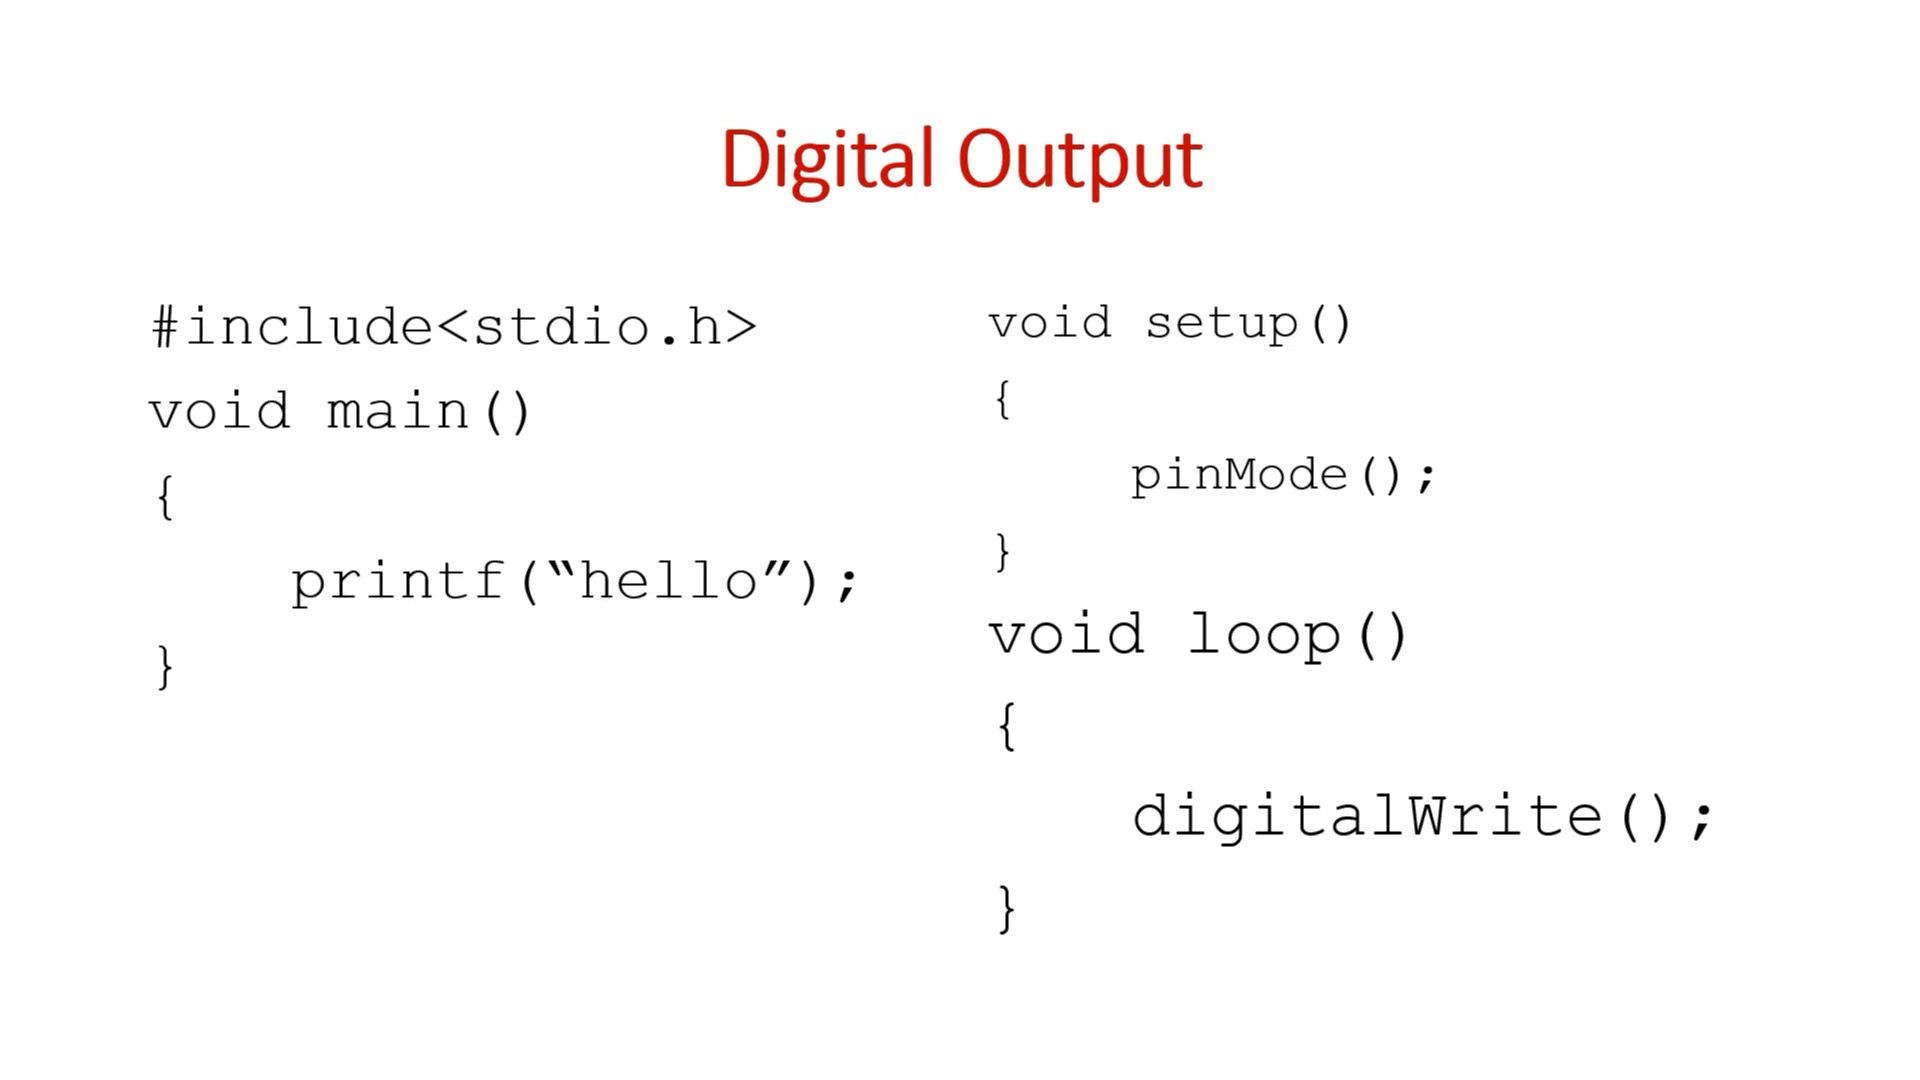 Digital Output
#include<stdio.h>
void main()
{
printf(“hello”);
}
void setup()
{
pinMode();
}
void loop()
{
digitalWrite();
}